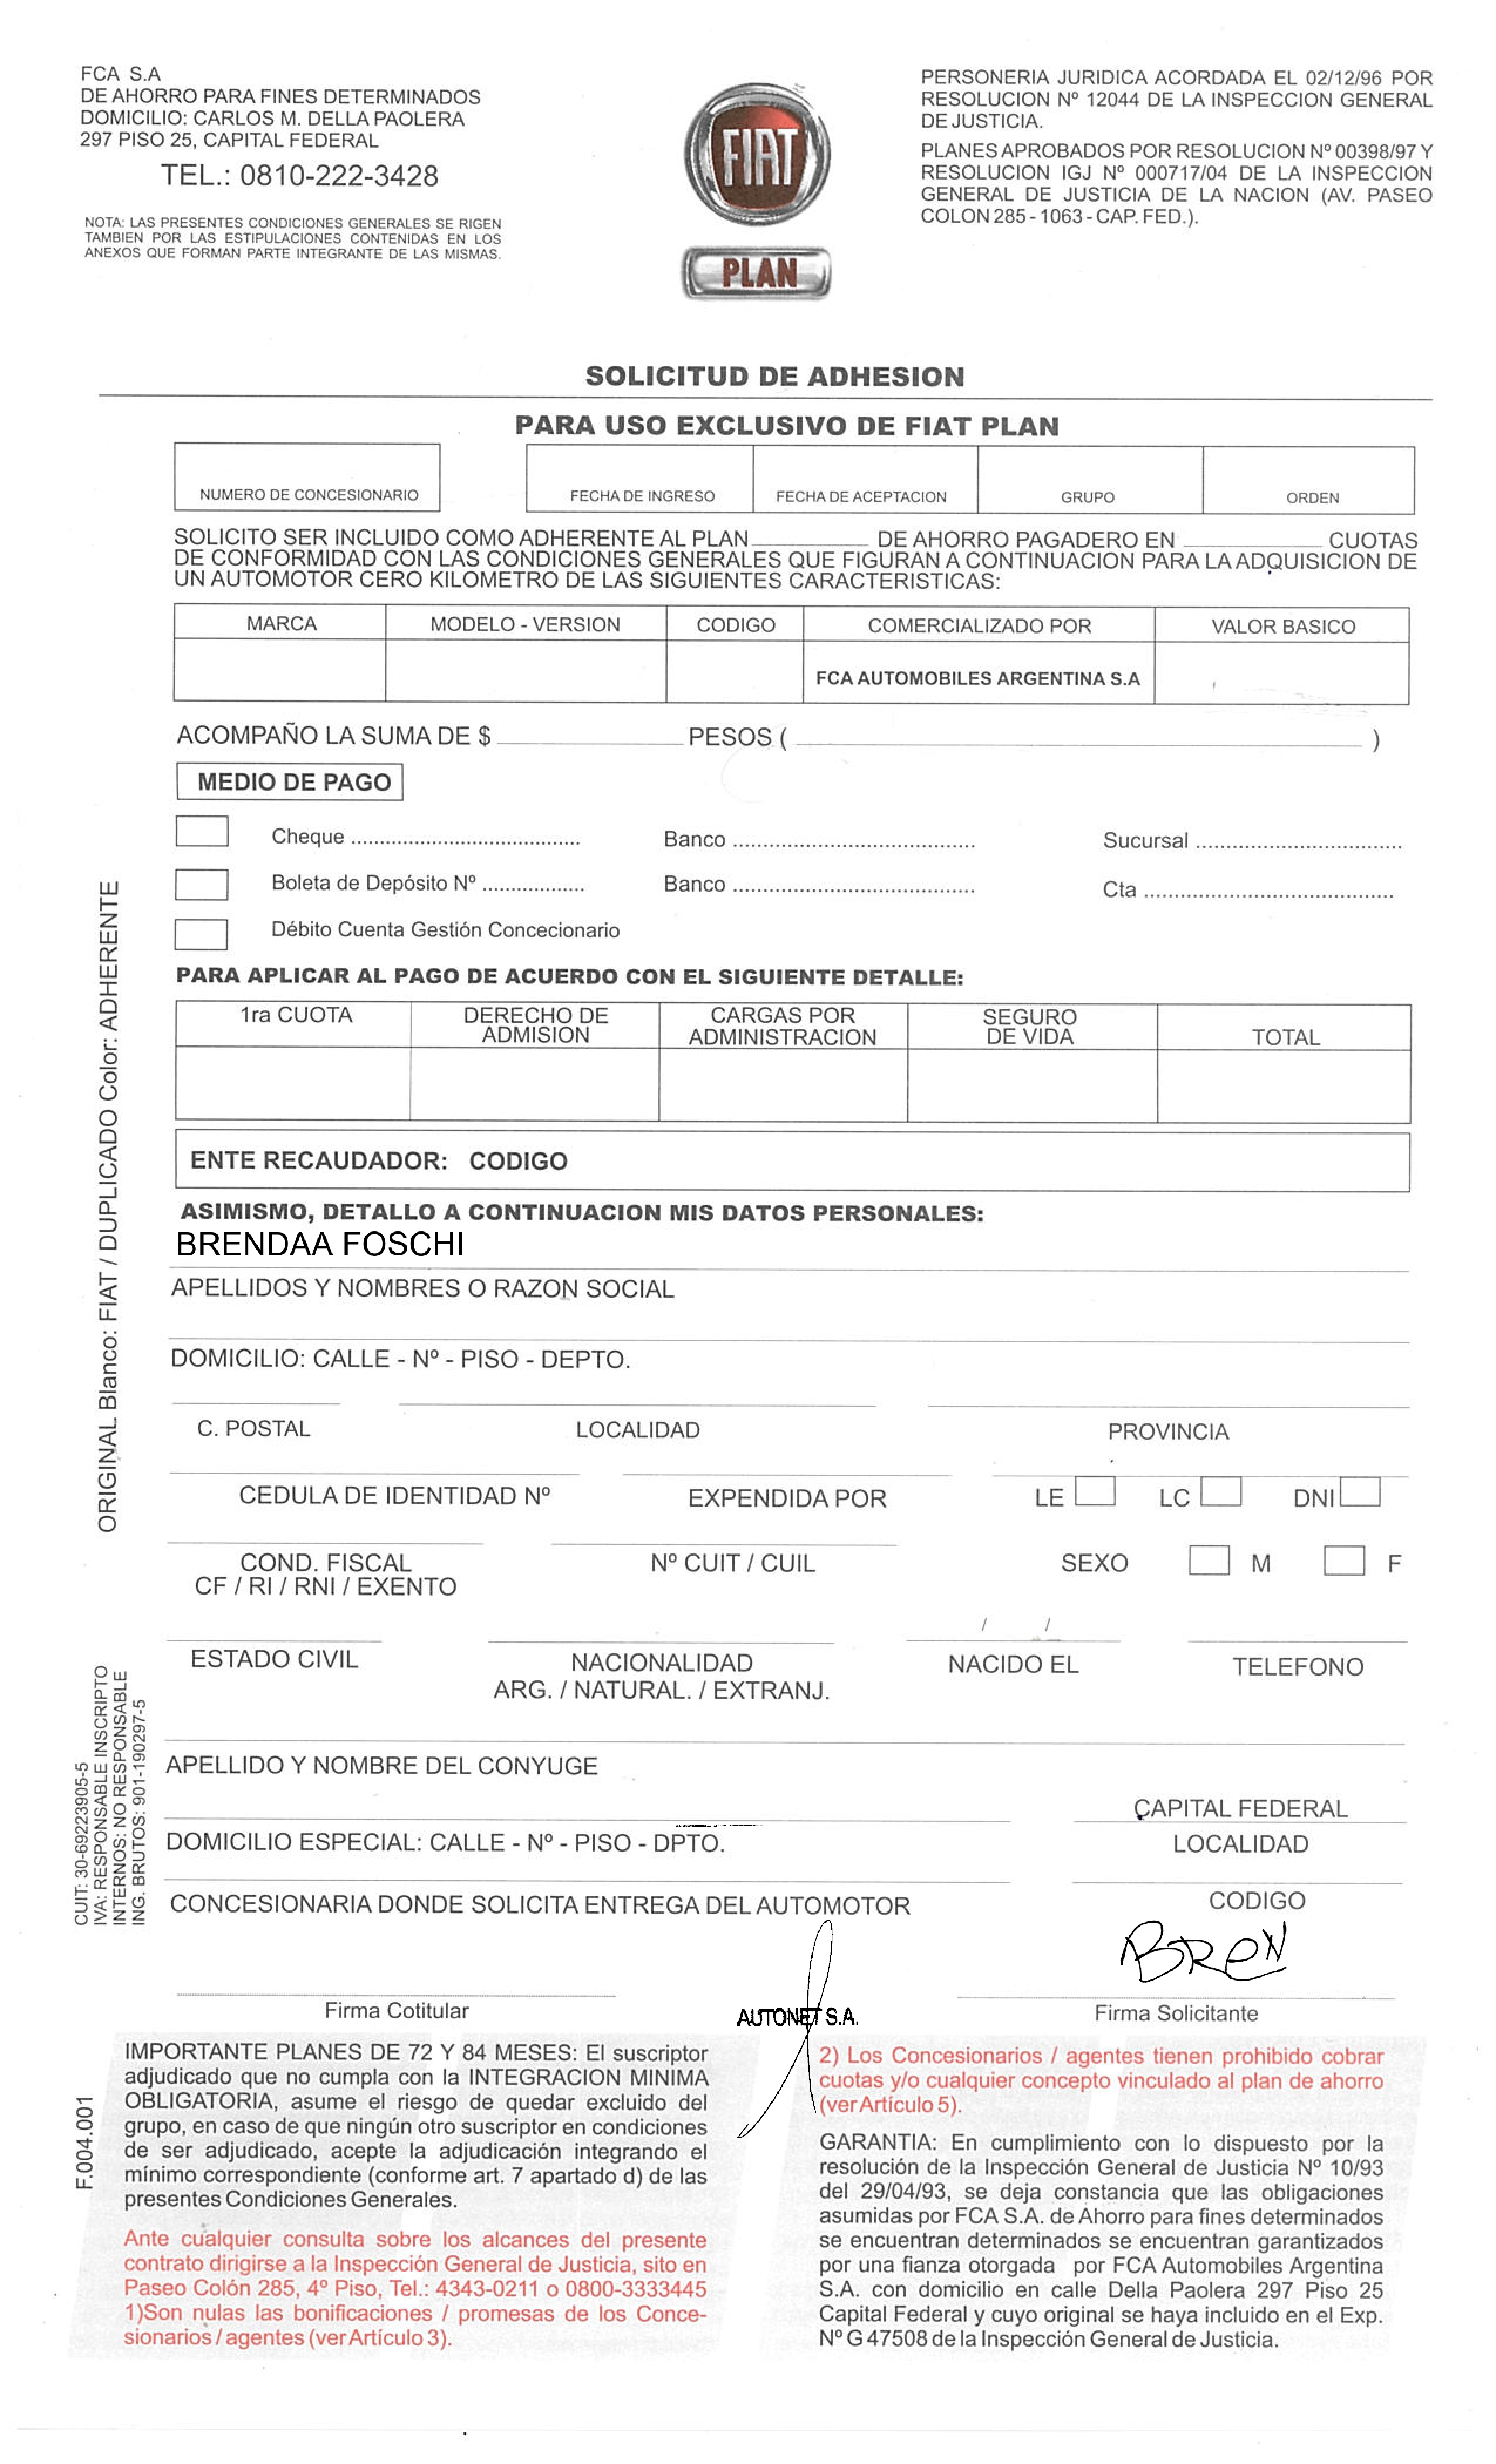 FCA S.A
DE AHORRO PARA FINES DETERMINADOS
DOMICILIO: CARLOS M. DELLA PAOLERA
297 PISO 25, CAPITAL FEDERAL
TEL.: 0810-222-3428
NOTA: LAS PRESENTES CONDICIONES GENERALES SE RIGEN
TAMBIEN POR LAS ESTIPULACIONES CONTENIDAS EN LOS
ANEXOS QUE FORMAN PARTE INTEGRANTE DE LAS MISMAS.
FIAT
PLAN
PERSONERIA JURIDICA ACORDADA EL 02/12/96 POR
RESOLUCION Nº 12044 DE LA INSPECCION GENERAL
DE JUSTICIA.
PLANES APROBADOS POR RESOLUCION Nº 00398/97 Y
RESOLUCION IGJ Nº 000717/04 DE LA INSPECCION
GENERAL DE JUSTICIA DE LA NACION (AV. PASEO
COLON 285 - 1063 - CAP. FED.).
SOLICITUD DE ADHESION
PARA USO EXCLUSIVO DE FIAT PLAN
NUMERO DE CONCESIONARIO FECHA DE INGRESO FECHA DE ACEPTACION GRUPO ORDEN
SOLICITO SER INCLUIDO COMO ADHERENTE AL PLAN__________ DE AHORRO PAGADERO EN ____________ CUOTAS
DE CONFORMIDAD CON LAS CONDICIONES GENERALES QUE FIGURAN A CONTINUACION PARA LA ADQUISICION DE
UN AUTOMOTOR CERO KILOMETRO DE LAS SIGUIENTES CARACTERISTICAS:
MARCA MODELO - VERSION CODIGO COMERCIALIZADO POR VALOR BASICO
FCA AUTOMOBILES ARGENTINA S.A
ACOMPAÑO LA SUMA DE $ ________________ PESOS ( ________________________________________________ )
MEDIO DE PAGO
Cheque ....................................... Banco ......................................... Sucursal ...................................
Boleta de Depósito Nº ................. Banco ......................................... Cta ..........................................
Débito Cuenta Gestión Concecionario
PARA APLICAR AL PAGO DE ACUERDO CON EL SIGUIENTE DETALLE:
1ra CUOTA DERECHO DE ADMISION CARGAS POR ADMINISTRACION SEGURO DE VIDA TOTAL
ENTE RECAUDADOR: CODIGO
ASIMISMO, DETALLO A CONTINUACION MIS DATOS PERSONALES:
BRENDAA FOSCHI
APELLIDOS Y NOMBRES O RAZON SOCIAL
DOMICILIO: CALLE - Nº - PISO - DEPTO.
C. POSTAL LOCALIDAD PROVINCIA
CEDULA DE IDENTIDAD Nº EXPENDIDA POR LE LC DNI
COND. FISCAL Nº CUIT / CUIL SEXO M F
CF / RI / RNI / EXENTO
/ /
ESTADO CIVIL NACIONALIDAD NACIDO EL TELEFONO
ARG. / NATURAL. / EXTRANJ.
APELLIDO Y NOMBRE DEL CONYUGE
CAPITAL FEDERAL
DOMICILIO ESPECIAL: CALLE - Nº - PISO - DPTO. LOCALIDAD
CONCESIONARIA DONDE SOLICITA ENTREGA DEL AUTOMOTOR CODIGO
BREN
Firma Cotitular AUTONET S.A. Firma Solicitante
IMPORTANTE PLANES DE 72 Y 84 MESES: El suscriptor
adjudicado que no cumpla con la INTEGRACION MINIMA
OBLIGATORIA, asume el riesgo de quedar excluido del
grupo, en caso de que ningún otro suscriptor en condiciones
de ser adjudicado, acepte la adjudicación integrando el
mínimo correspondiente (conforme art. 7 apartado d) de las
presentes Condiciones Generales.
Ante cualquier consulta sobre los alcances del presente
contrato dirigirse a la Inspección General de Justicia, sito en
Paseo Colón 285, 4º Piso, Tel.: 4343-0211 o 0800-3333445
1)Son nulas las bonificaciones / promesas de los Conce-
sionarios / agentes (ver Artículo 3).
2) Los Concesionarios / agentes tienen prohibido cobrar
cuotas y/o cualquier concepto vinculado al plan de ahorro
(ver Artículo 5).
GARANTIA: En cumplimiento con lo dispuesto por la
resolución de la Inspección General de Justicia Nº 10/93
del 29/04/93, se deja constancia que las obligaciones
asumidas por FCA S.A. de Ahorro para fines determinados
se encuentran determinados se encuentran garantizados
por una fianza otorgada por FCA Automobiles Argentina
S.A. con domicilio en calle Della Paolera 297 Piso 25
Capital Federal y cuyo original se haya incluido en el Exp.
Nº G 47508 de la Inspección General de Justicia.
ORIGINAL Blanco: FIAT / DUPLICADO Color: ADHERENTE
CUIT: 30-69223905-5
IVA: RESPONSABLE INSCRIPTO
INTERNOS: NO RESPONSABLE
ING. BRUTOS: 901-190297-5
F.004.001